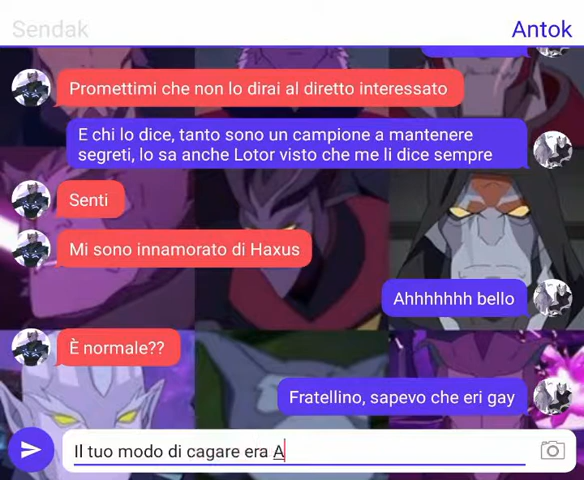 Sendak
Antok
Promettimi che non lo dirai al diretto interessato
E chi lo dice, tanto sono un campione a mantenere
segreti, lo sa anche Lotor visto che me li dice sempre
Senti
Mi sono innamorato di Haxus
Ahhhhhhh bello
È normale??
Fratellino, sapevo che eri gay
Il tuo modo di cagare era A